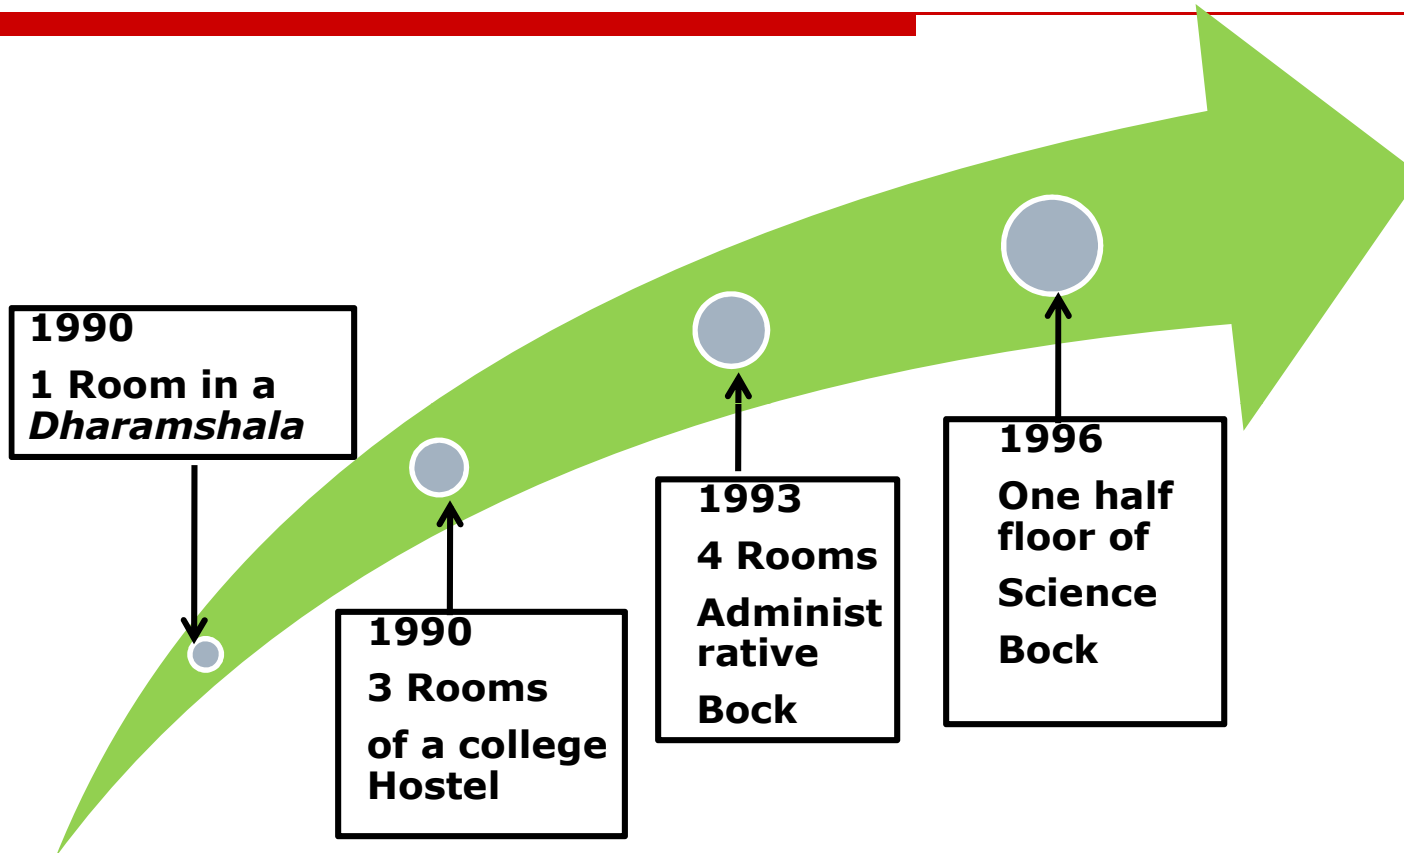 1990
1 Room in a
Dharamshala
1990
3 Rooms
of a college
Hostel
1993
4 Rooms
Administ
rative
Bock
1996
One half
floor of
Science
Bock